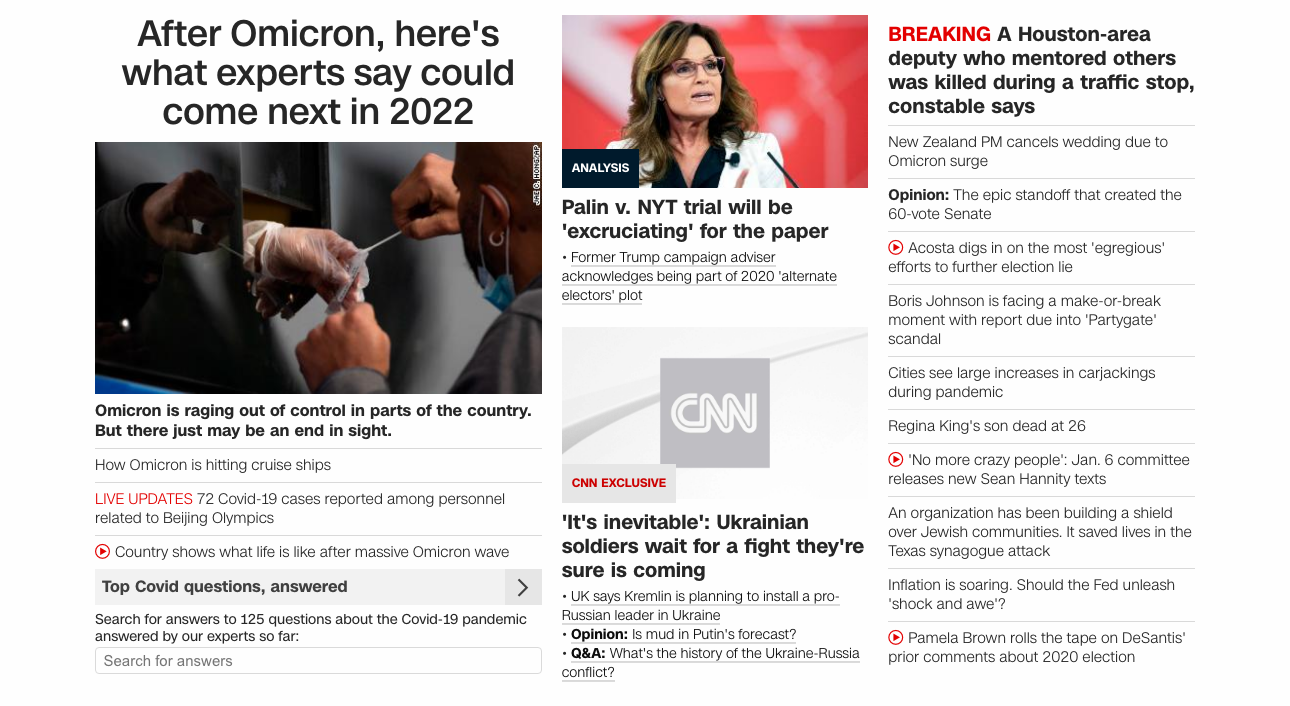 After Omicron, here's
what experts say could
come next in 2022
JAE C. HONG/AP
Omicron is raging out of control in parts of the country.
But there just may be an end in sight.
How Omicron is hitting cruise ships
LIVE UPDATES 72 Covid-19 cases reported among personnel
related to Beijing Olympics
Country shows what life is like after massive Omicron wave
Top Covid questions, answered
Search for answers to 125 questions about the Covid-19 pandemic
answered by our experts so far:
Search for answers
ANALYSIS
Palin v. NYT trial will be
'excruciating' for the paper
• Former Trump campaign adviser
acknowledges being part of 2020 'alternate
electors' plot
CNN
CNN EXCLUSIVE
'It's inevitable': Ukrainian
soldiers wait for a fight they're
sure is coming
• UK says Kremlin is planning to install a pro-
Russian leader in Ukraine
• Opinion: Is mud in Putin's forecast?
• Q&A: What's the history of the Ukraine-Russia
conflict?
BREAKING A Houston-area
deputy who mentored others
was killed during a traffic stop,
constable says
New Zealand PM cancels wedding due to
Omicron surge
Opinion: The epic standoff that created the
60-vote Senate
Acosta digs in on the most 'egregious'
efforts to further election lie
Boris Johnson is facing a make-or-break
moment with report due into 'Partygate'
scandal
Cities see large increases in carjackings
during pandemic
Regina King's son dead at 26
'No more crazy people': Jan. 6 committee
releases new Sean Hannity texts
An organization has been building a shield
over Jewish communities. It saved lives in the
Texas synagogue attack
Inflation is soaring. Should the Fed unleash
'shock and awe'?
Pamela Brown rolls the tape on DeSantis'
prior comments about 2020 election